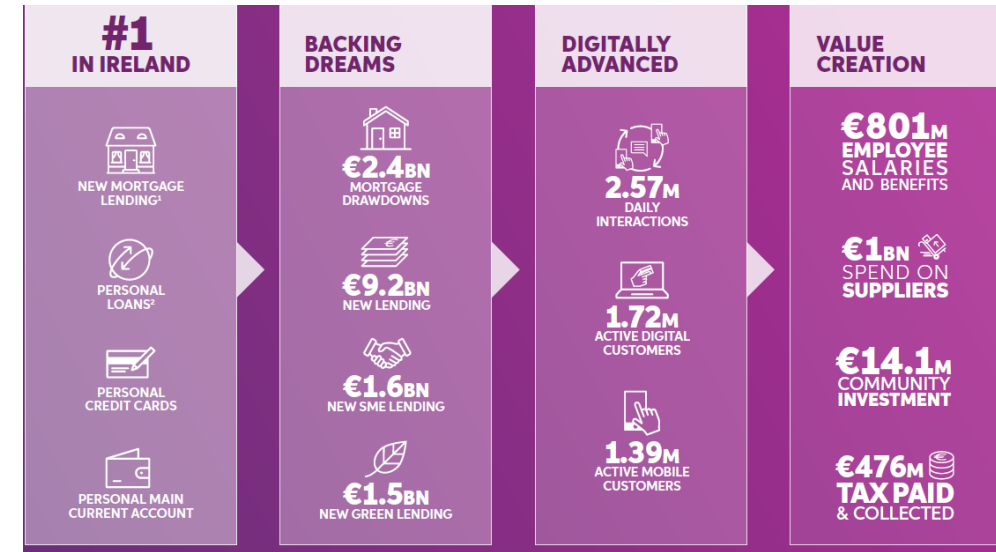 #1
IN IRELAND
NEW MORTGAGE
LENDING¹
PERSONAL
LOANS²
PERSONAL
CREDIT CARDS
PERSONAL MAIN
CURRENT ACCOUNT
BACKING
DREAMS
€2.4BN
MORTGAGE
DRAWDOWNS
€
€9.2BN
NEW LENDING
€1.6BN
NEW SME LENDING
€1.5BN
NEW GREEN LENDING
DIGITALLY
ADVANCED
2.57M
DAILY
INTERACTIONS
1.72M
ACTIVE DIGITAL
CUSTOMERS
1.39M
ACTIVE MOBILE
CUSTOMERS
VALUE
CREATION
€801M
EMPLOYEE
SALARIES
AND BENEFITS
€1BN
SPEND ON
SUPPLIERS
€14.1M
COMMUNITY
INVESTMENT
€476M €
TAX PAID
& COLLECTED